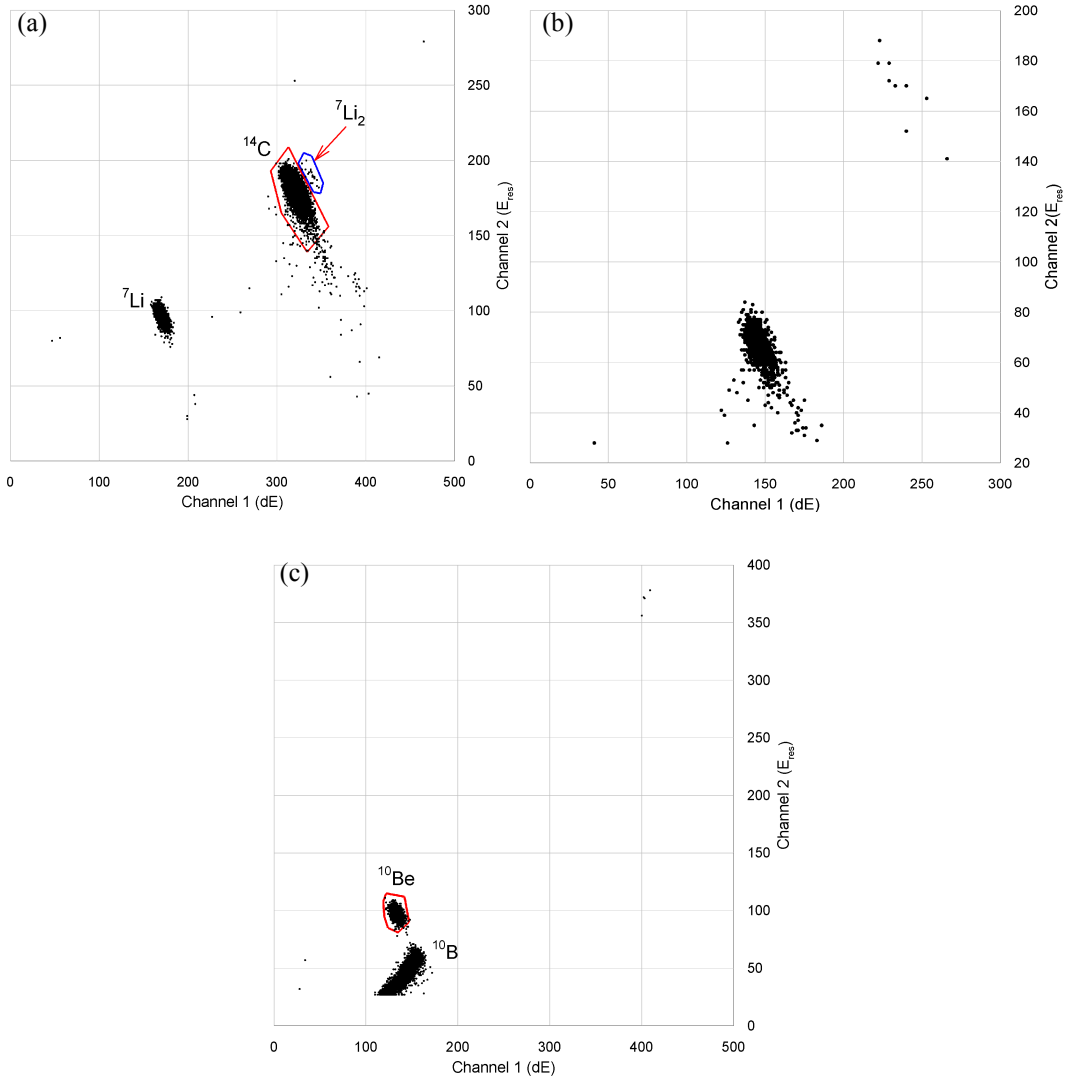 (a)
300
250
200
150
100
50
0
Channel 2 (E_res)
¹⁴C
⁷Li₂
⁷Li
0 100 200 300 400 500
Channel 1 (dE)
(b)
200
180
160
140
120
100
80
60
40
20
Channel 2(E_res)
0 50 100 150 200 250 300
Channel 1 (dE)
(c)
400
350
300
250
200
150
100
50
0
Channel 2 (E_res)
¹⁰Be
¹⁰B
0 100 200 300 400 500
Channel 1 (dE)